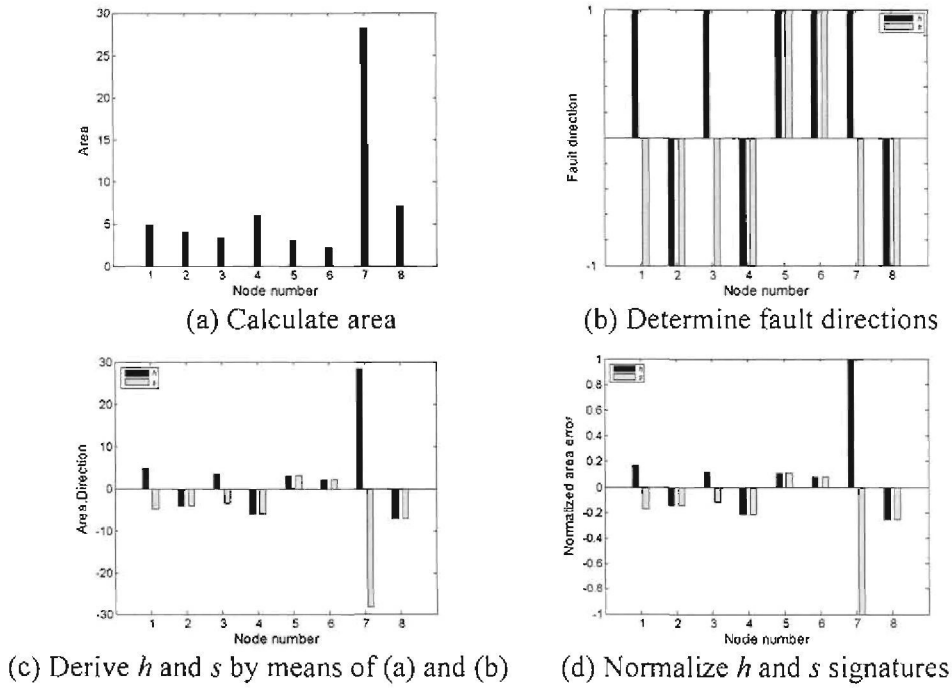 30
25
20
15
10
5
0
Area
1 2 3 4 5 6 7 8
Node number
(a) Calculate area
1
-1
Fault direction
h
s
1 2 3 4 5 6 7 8
Node number
(b) Determine fault directions
30
20
10
0
-10
-20
-30
Area.Direction
h
s
1 2 3 4 5 6 7 8
Node number
(c) Derive h and s by means of (a) and (b)
1
0.8
0.6
0.4
0.2
0
-0.2
-0.4
-0.6
-0.8
-1
Normalized area error
h
s
1 2 3 4 5 6 7 8
Node number
(d) Normalize h and s signatures